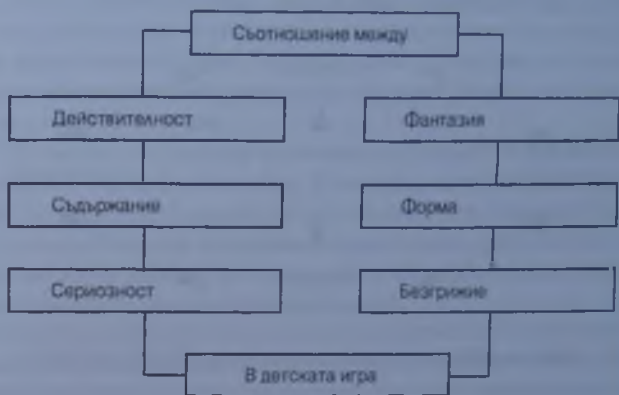 Съотношение между
Действителност
Фантазия
Съдържание
Форма
Сериозност
Безгрижие
В детската игра